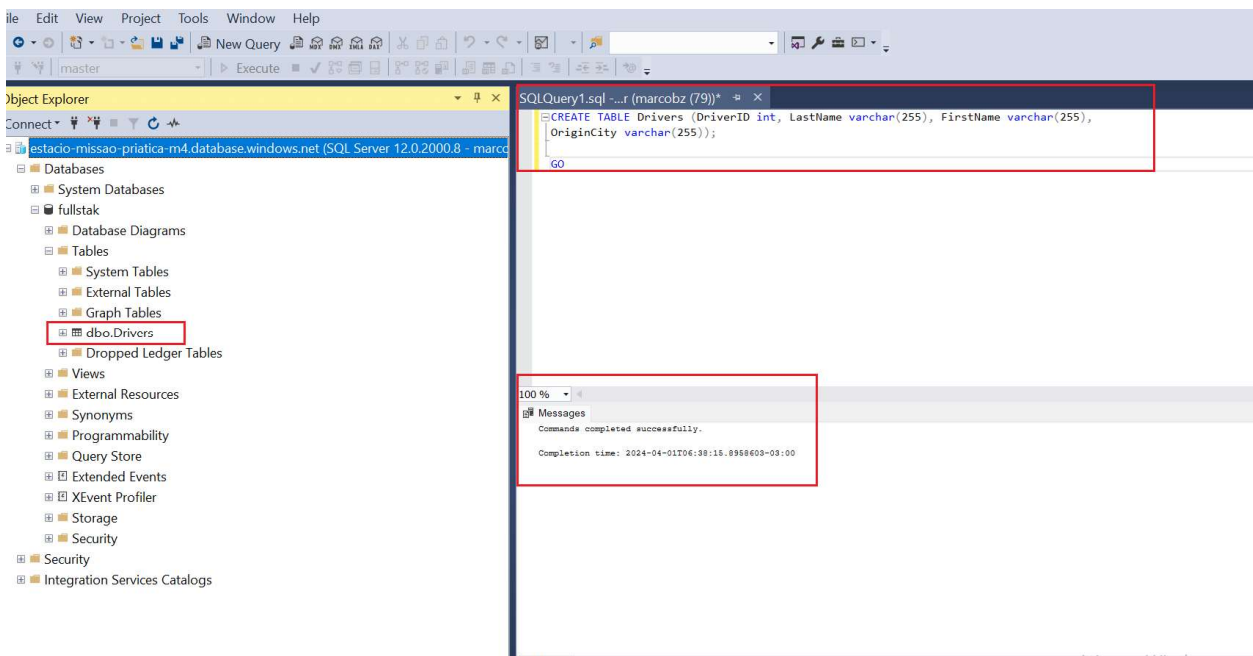 ile Edit View Project Tools Window Help
New Query MDX DMX XMLA DAX
master Execute
Object Explorer
Connect
estacio-missao-priatica-m4.database.windows.net (SQL Server 12.0.2000.8 - marco
Databases
System Databases
fullstak
Database Diagrams
Tables
System Tables
External Tables
Graph Tables
dbo.Drivers
Dropped Ledger Tables
Views
External Resources
Synonyms
Programmability
Query Store
Extended Events
XEvent Profiler
Storage
Security
Security
Integration Services Catalogs
SQLQuery1.sql -...r (marcobz (79))*
CREATE TABLE Drivers (DriverID int, LastName varchar(255), FirstName varchar(255),
OriginCity varchar(255));
GO
100 %
Messages
Commands completed successfully.
Completion time: 2024-04-01T06:38:15.8958603-03:00